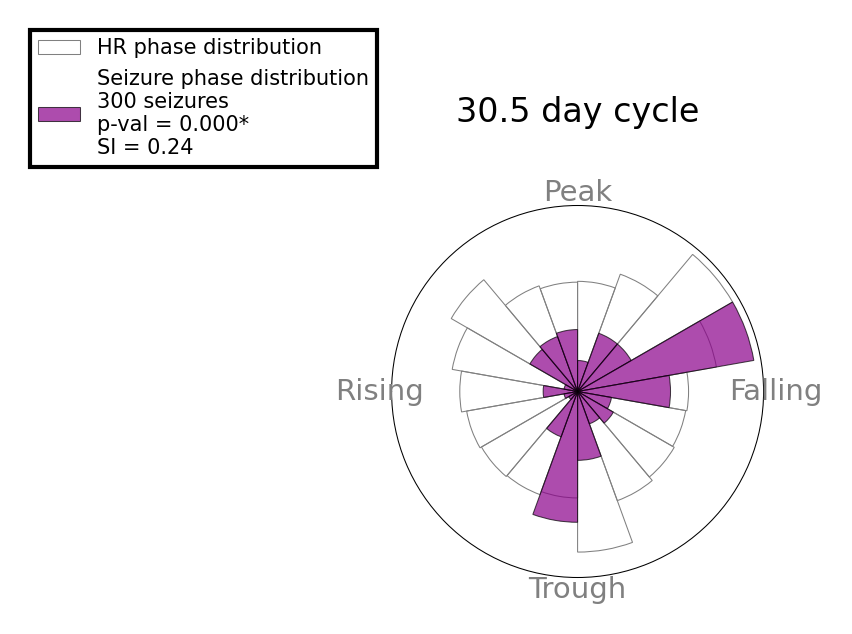 HR phase distribution
Seizure phase distribution
300 seizures
p-val = 0.000*
SI = 0.24
30.5 day cycle
Peak
Rising
Falling
Trough